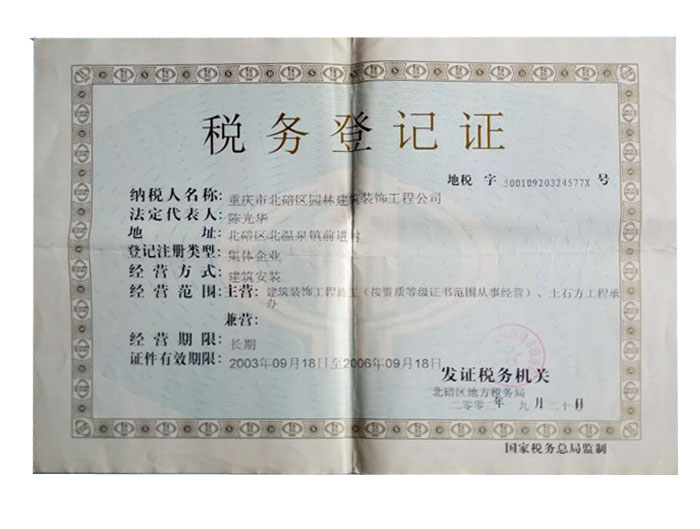 税务登记证
地税 字 50010920324577X 号
纳税人名称: 重庆市北碚区园林建筑装饰工程公司
法定代表人: 陈光华
地 址: 北碚区北温泉镇前进村
登记注册类型: 集体企业
经营方式: 建筑安装
经营范围: 主营: 建筑装饰工程施工(按资质等级证书范围从事经营)、土石方工程承
办
兼营:
经营期限: 长期
证件有效期限: 2003年09月18日至2006年09月18日
发证税务机关
北碚区地方税务局
年 九月二十日
国家税务总局监制